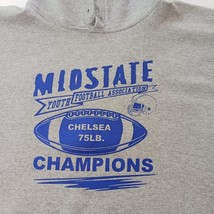 MIDSTATE
YOUTH FOOTBALL ASSOCIATION
CHELSEA
75LB.
CHAMPIONS